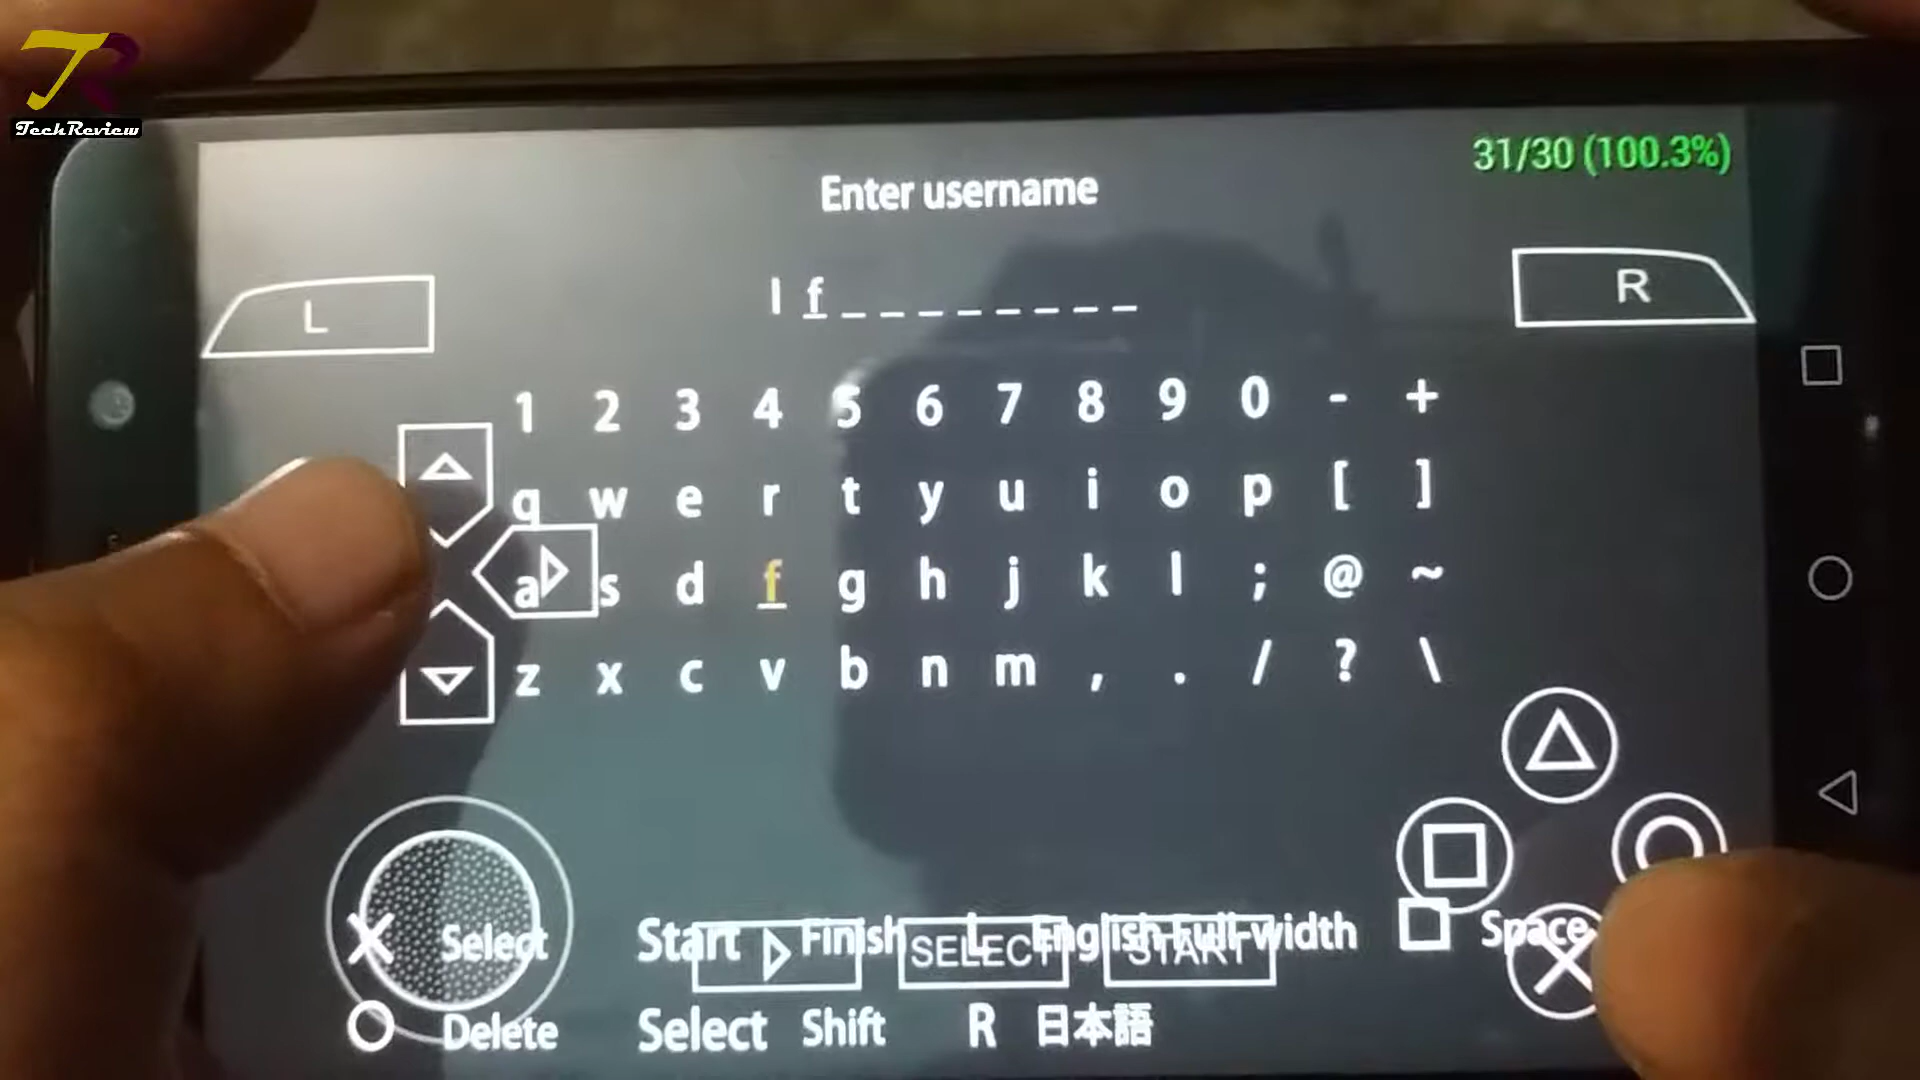 TechReview
31/30 (100.3%)
Enter username
L
l f _ _ _ _ _ _ _ _
R
1 2 3 4 5 6 7 8 9 0 - +
q w e r t y u i o p [ ]
a s d f g h j k l ; @ ~
z x c v b n m , . / ? \
Select Start Finish L English Full-width Space
SELECT START
Delete Select Shift R 日本語